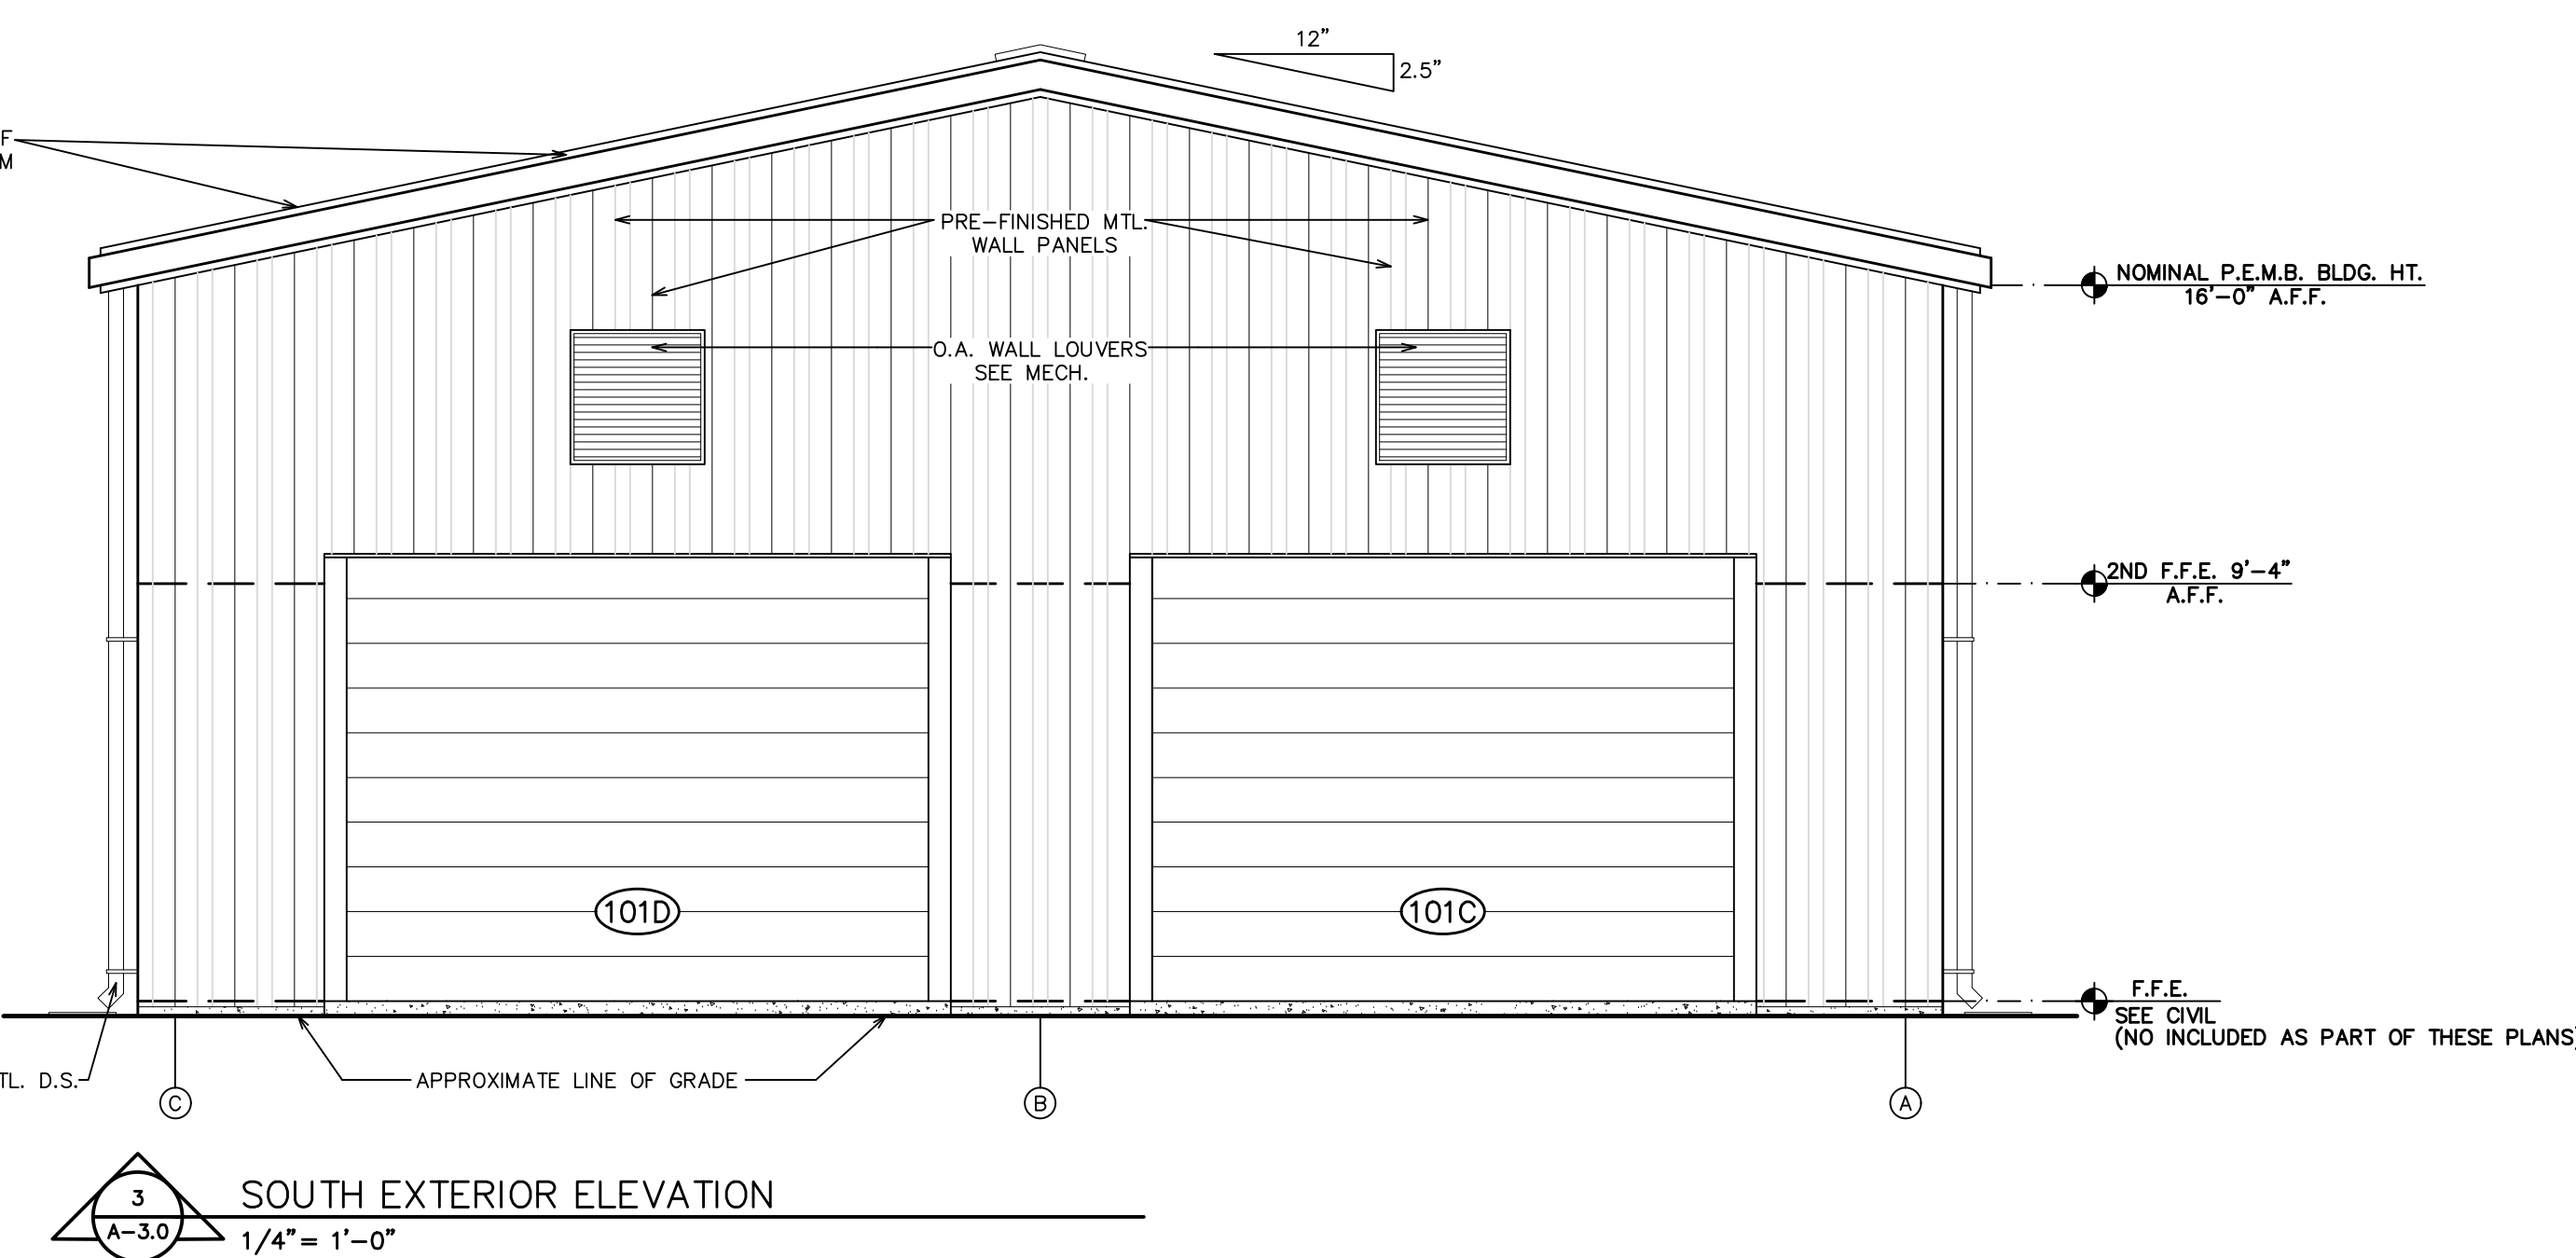 12”
2.5”
F
M
PRE-FINISHED MTL.
WALL PANELS
NOMINAL P.E.M.B. BLDG. HT.
16'-0” A.F.F.
O.A. WALL LOUVERS
SEE MECH.
2ND F.F.E. 9'-4”
A.F.F.
101D
101C
F.F.E.
SEE CIVIL
(NO INCLUDED AS PART OF THESE PLANS)
TL. D.S.
APPROXIMATE LINE OF GRADE
C
B
A
3
A-3.0
SOUTH EXTERIOR ELEVATION
1/4”= 1'-0”